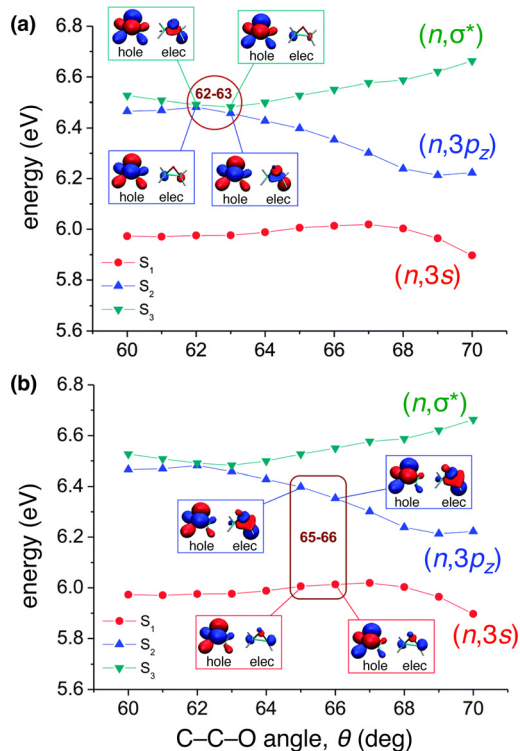 (a)
(n,σ*)
hole elec
hole elec
62-63
(n,3pz)
hole elec
hole elec
(n,3s)
S1
S2
S3
energy (eV)
6.8
6.6
6.4
6.2
6.0
5.8
5.6
60 62 64 66 68 70
(b)
(n,σ*)
hole elec
hole elec
65-66
(n,3pz)
(n,3s)
hole elec
hole elec
S1
S2
S3
energy (eV)
6.8
6.6
6.4
6.2
6.0
5.8
5.6
60 62 64 66 68 70
C–C–O angle, θ (deg)